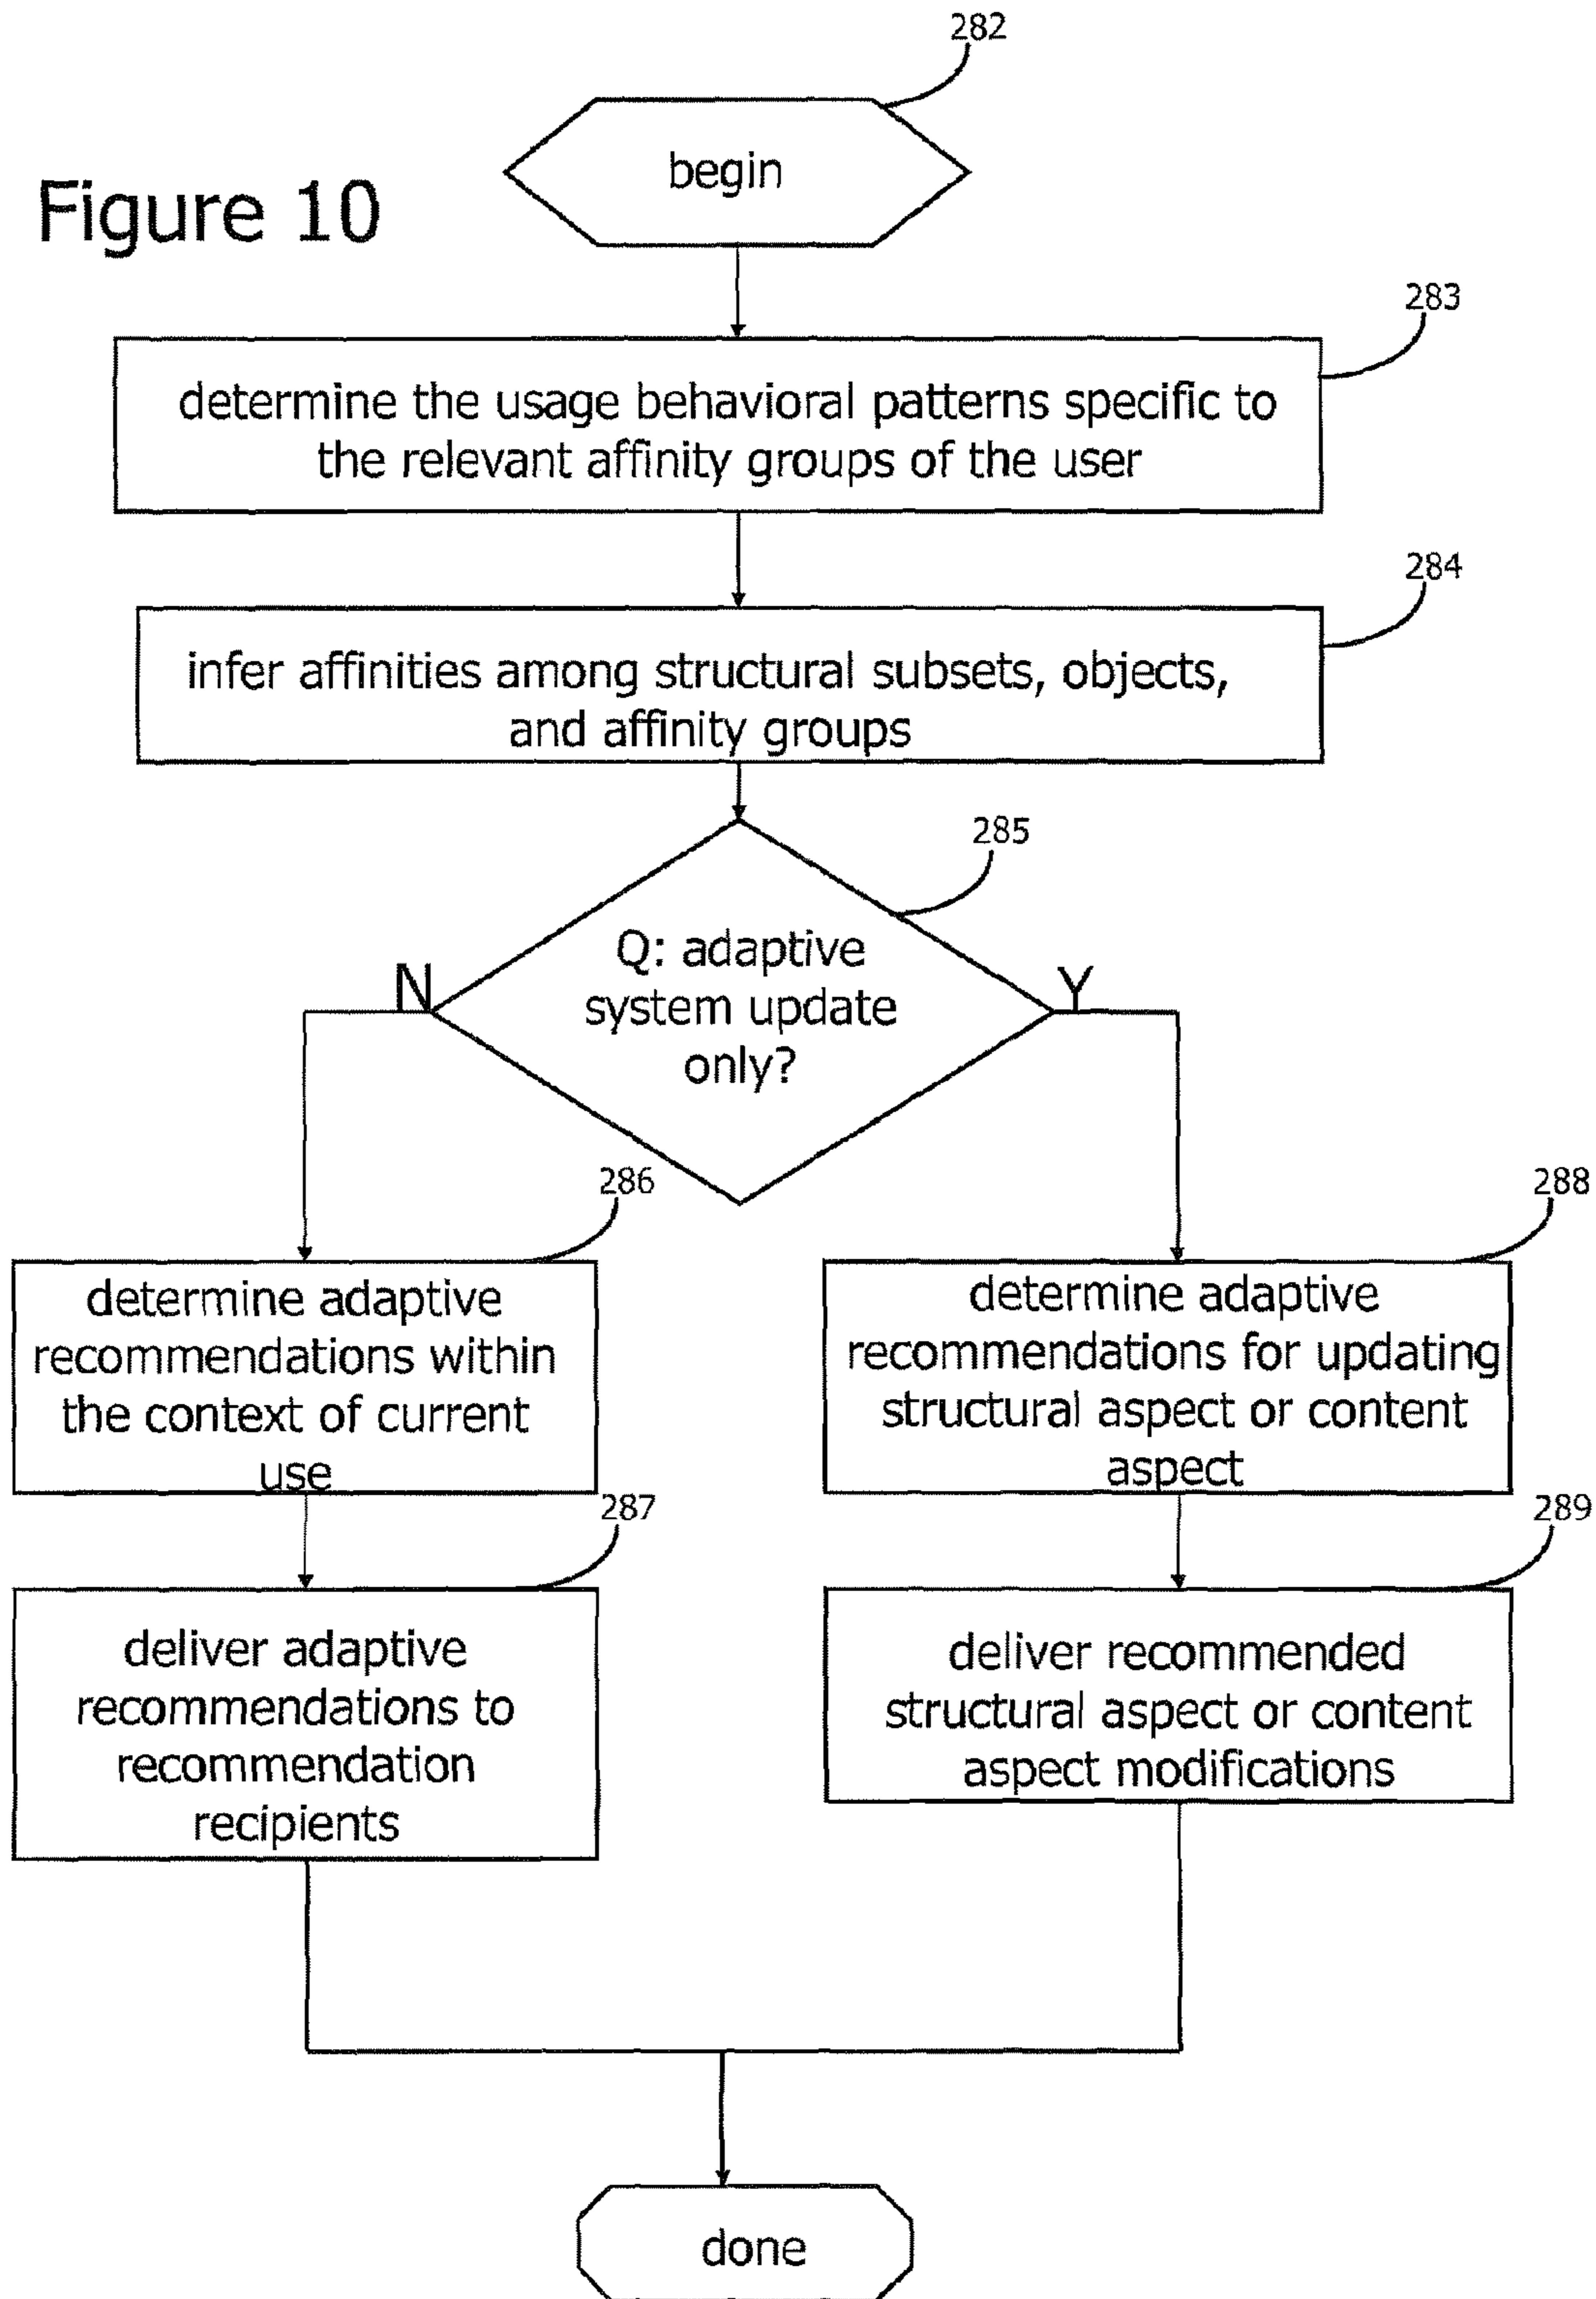 282
begin
Figure 10
283
determine the usage behavioral patterns specific to
the relevant affinity groups of the user
284
infer affinities among structural subsets, objects,
and affinity groups
285
Q: adaptive
system update
only?
N
Y
286
determine adaptive
recommendations within
the context of current
use
288
determine adaptive
recommendations for updating
structural aspect or content
aspect
287
deliver adaptive
recommendations to
recommendation
recipients
289
deliver recommended
structural aspect or content
aspect modifications
done